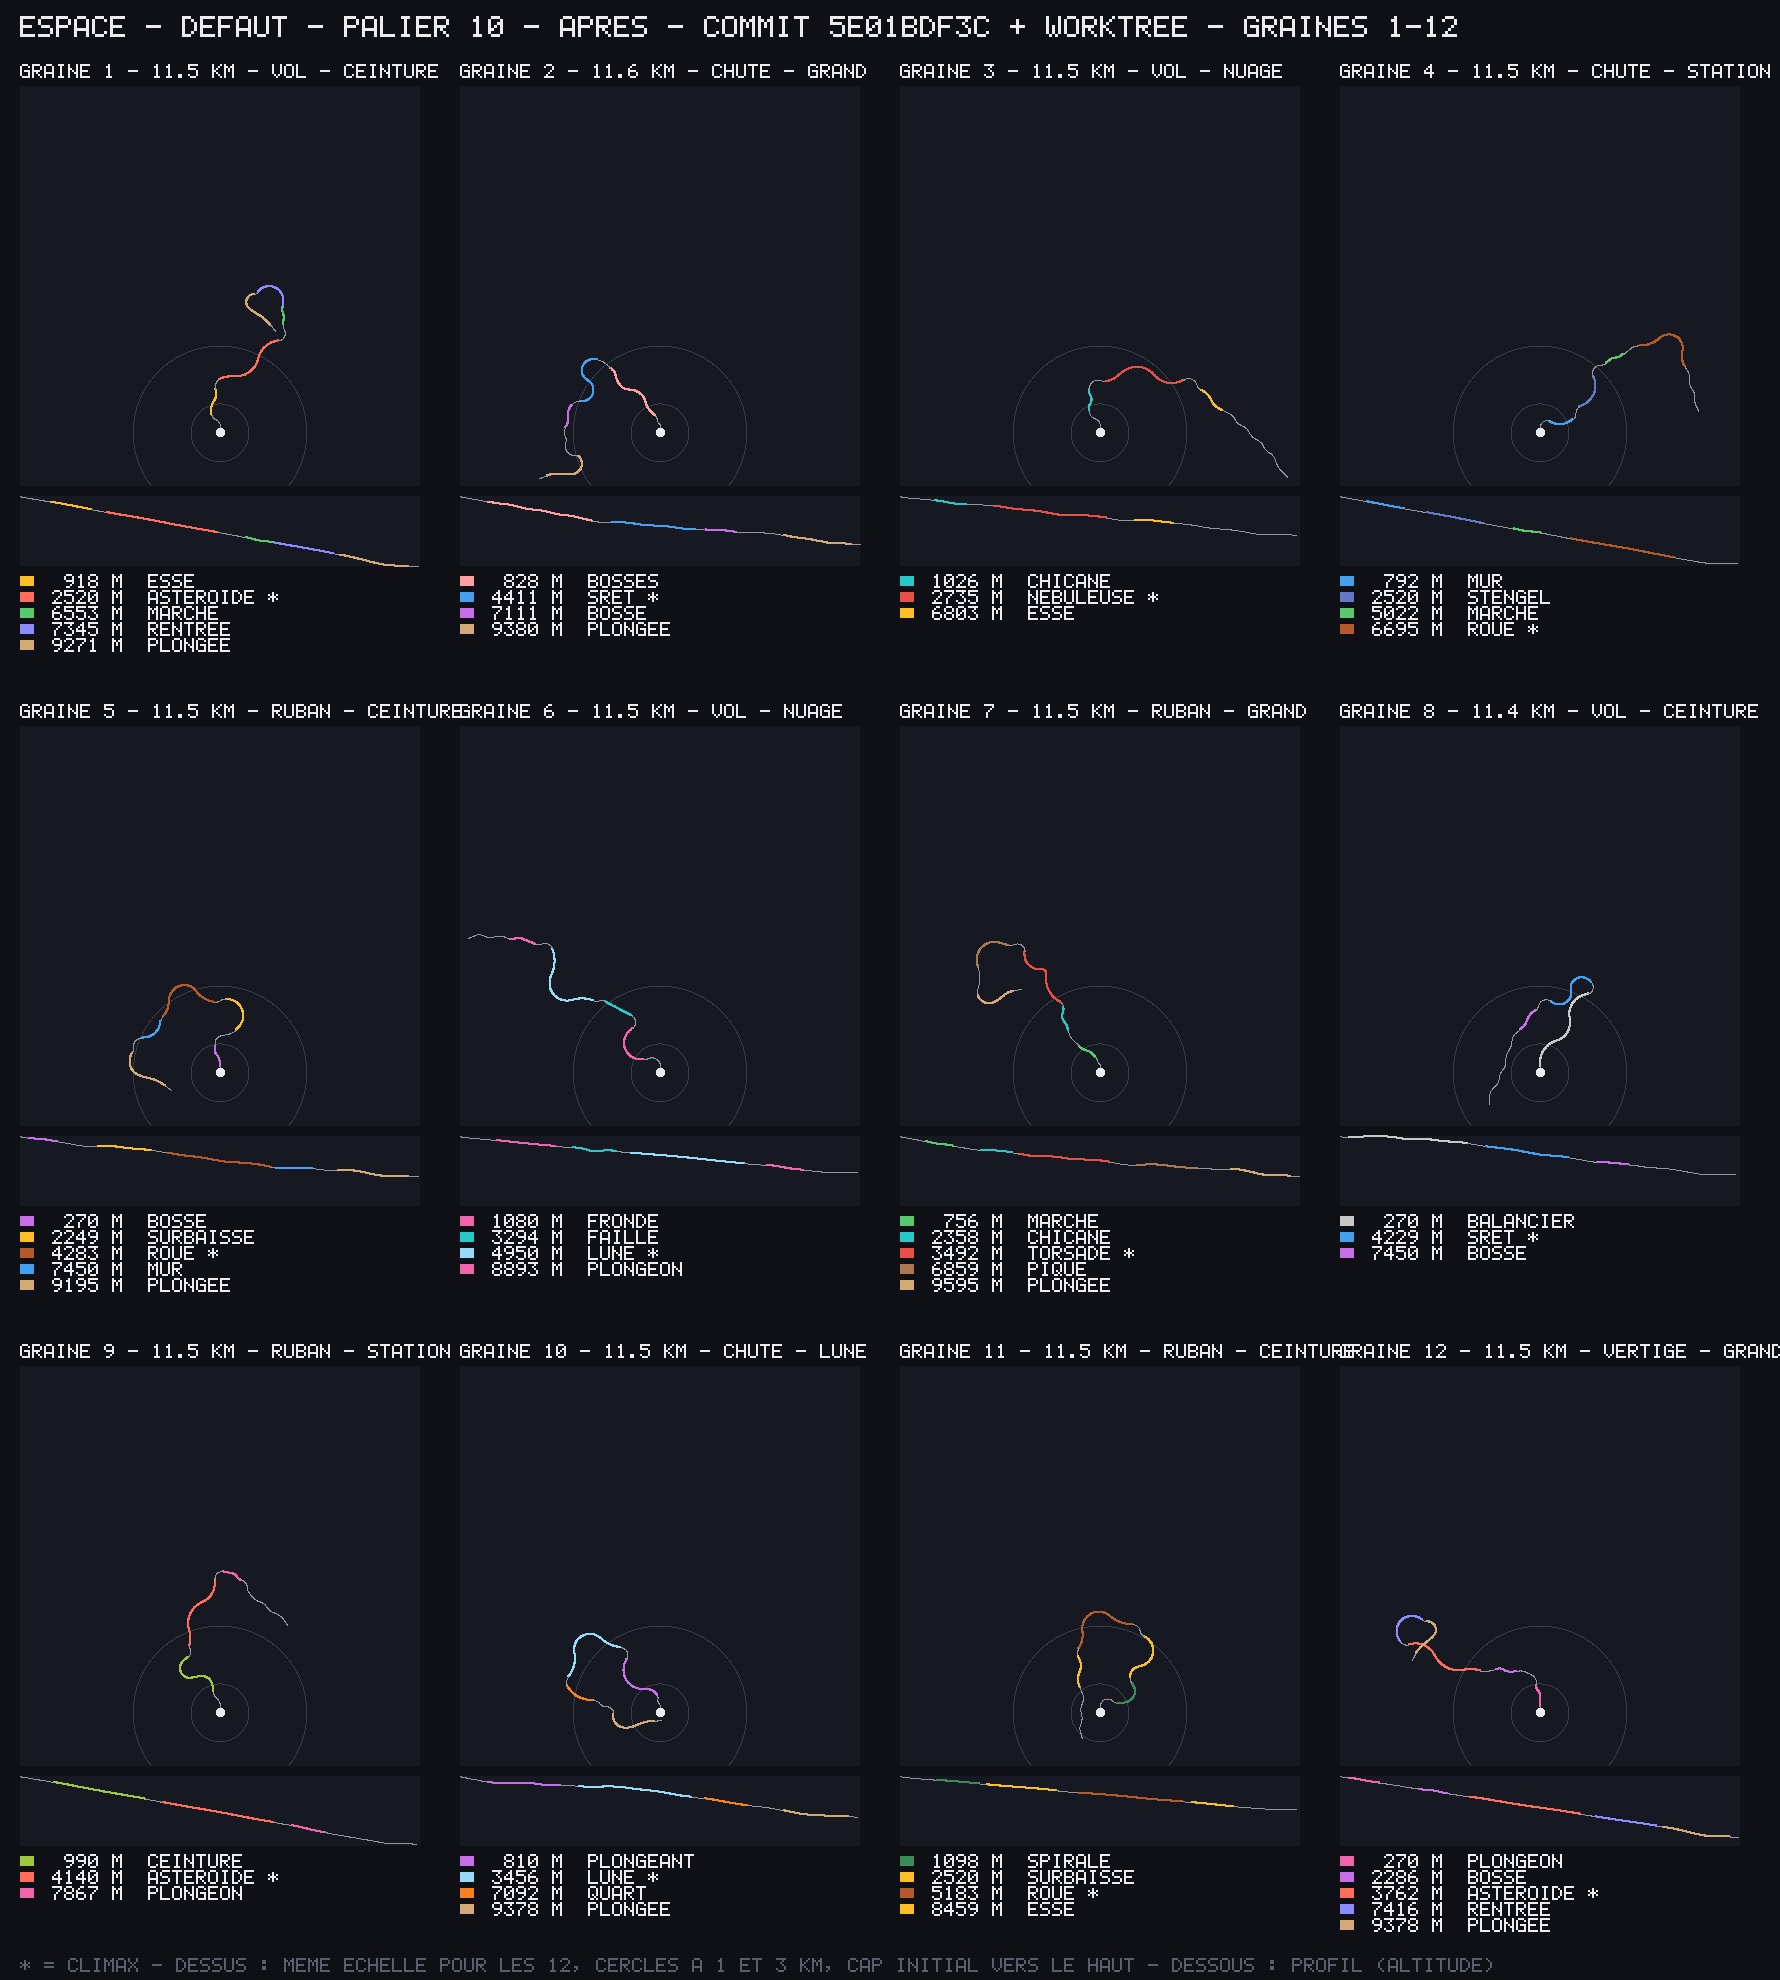 ESPACE - DEFAUT - PALIER 10 - APRES - COMMIT 5E01BDF3C + WORKTREE - GRAINES 1-12
GRAINE 1 - 11.5 KM - VOL - CEINTURE
918 M ESSE
2520 M ASTEROIDE *
6553 M MARCHE
7345 M RENTREE
9271 M PLONGEE
GRAINE 2 - 11.6 KM - CHUTE - GRAND
828 M BOSSES
4411 M SRET *
7111 M BOSSE
9380 M PLONGEE
GRAINE 3 - 11.5 KM - VOL - NUAGE
1026 M CHICANE
2735 M NEBULEUSE *
6803 M ESSE
GRAINE 4 - 11.5 KM - CHUTE - STATION
792 M MUR
2520 M STENGEL
5022 M MARCHE
6695 M ROUE *
GRAINE 5 - 11.5 KM - RUBAN - CEINTURE
270 M BOSSE
2249 M SURBAISSE
4283 M ROUE *
7450 M MUR
9195 M PLONGEE
GRAINE 6 - 11.5 KM - VOL - NUAGE
1080 M FRONDE
3294 M FAILLE
4950 M LUNE *
8893 M PLONGEON
GRAINE 7 - 11.5 KM - RUBAN - GRAND
756 M MARCHE
2358 M CHICANE
3492 M TORSADE *
6859 M PIQUE
9595 M PLONGEE
GRAINE 8 - 11.4 KM - VOL - CEINTURE
270 M BALANCIER
4229 M SRET *
7450 M BOSSE
GRAINE 9 - 11.5 KM - RUBAN - STATION
990 M CEINTURE
4140 M ASTEROIDE *
7867 M PLONGEON
GRAINE 10 - 11.5 KM - CHUTE - LUNE
810 M PLONGEANT
3456 M LUNE *
7092 M QUART
9378 M PLONGEE
GRAINE 11 - 11.5 KM - RUBAN - CEINTURE
1098 M SPIRALE
2520 M SURBAISSE
5183 M ROUE *
8459 M ESSE
GRAINE 12 - 11.5 KM - VERTIGE - GRAND
270 M PLONGEON
2286 M BOSSE
3762 M ASTEROIDE *
7416 M RENTREE
9378 M PLONGEE
* = CLIMAX - DESSUS : MEME ECHELLE POUR LES 12, CERCLES A 1 ET 3 KM, CAP INITIAL VERS LE HAUT - DESSOUS : PROFIL (ALTITUDE)